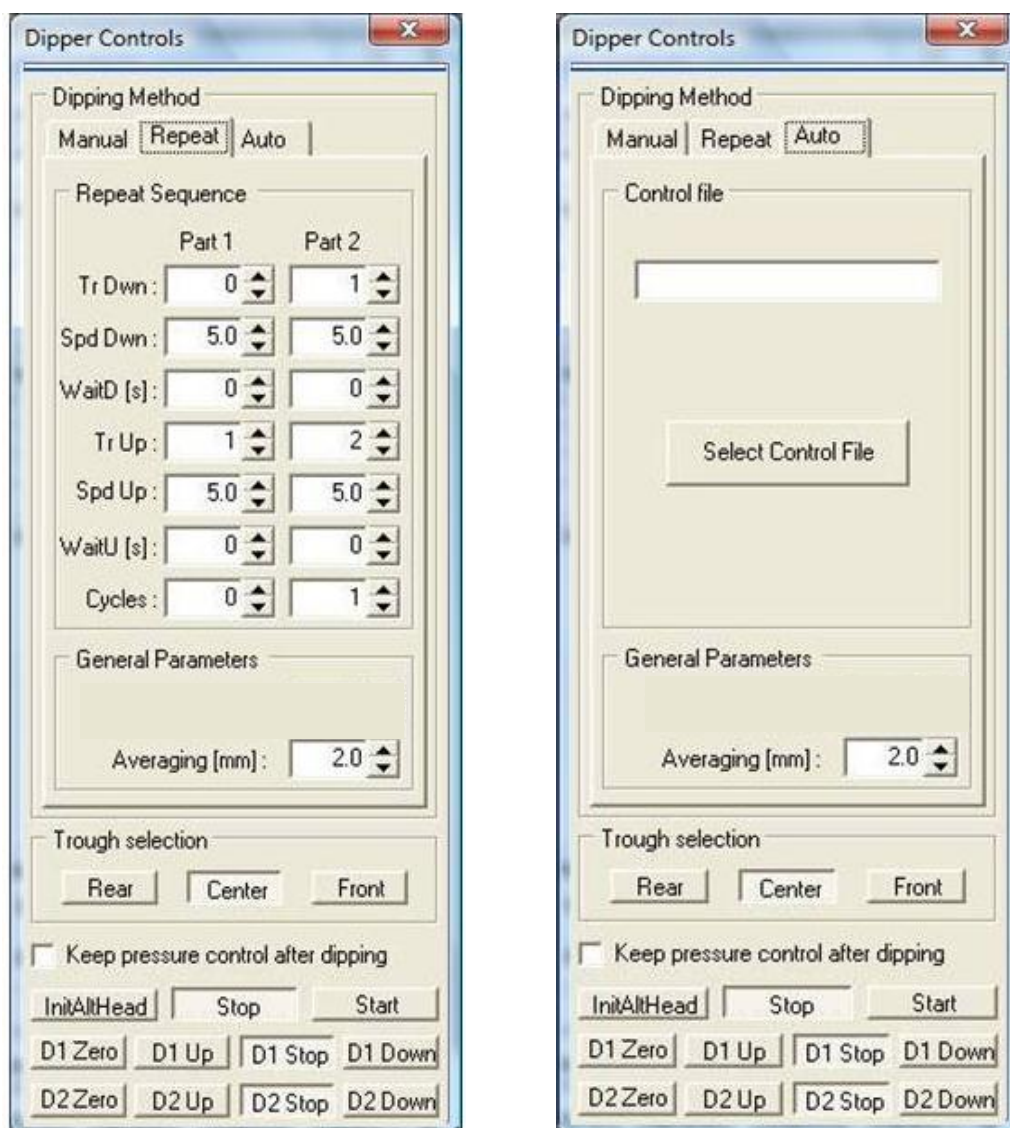 Dipper Controls
Dipping Method
Manual Repeat Auto
Repeat Sequence
Part 1 Part 2
Tr Dwn : 0 1
Spd Dwn : 5.0 5.0
WaitD [s] : 0 0
Tr Up : 1 2
Spd Up : 5.0 5.0
WaitU [s] : 0 0
Cycles : 0 1
General Parameters
Averaging [mm] : 2.0
Trough selection
Rear Center Front
Keep pressure control after dipping
InitAltHead Stop Start
D1 Zero D1 Up D1 Stop D1 Down
D2 Zero D2 Up D2 Stop D2 Down
Dipper Controls
Dipping Method
Manual Repeat Auto
Control file
Select Control File
General Parameters
Averaging [mm] : 2.0
Trough selection
Rear Center Front
Keep pressure control after dipping
InitAltHead Stop Start
D1 Zero D1 Up D1 Stop D1 Down
D2 Zero D2 Up D2 Stop D2 Down